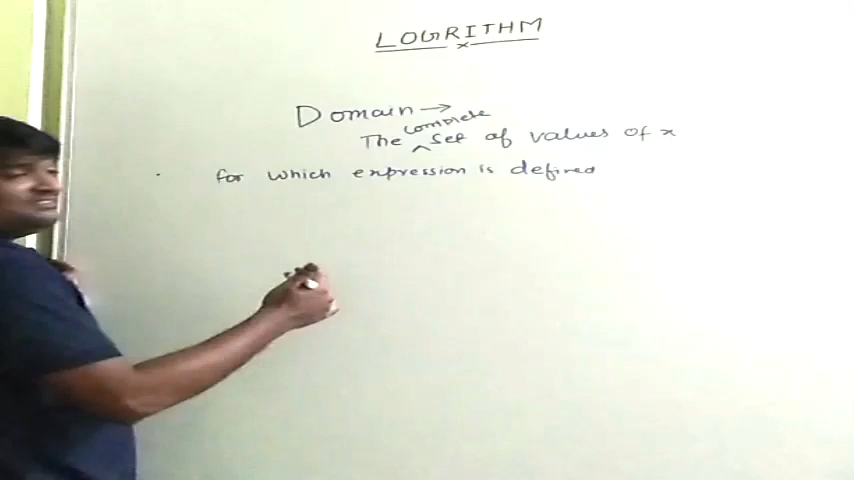 LOGRITHM
x
Domain →
The complete set of values of x
for which expression is defined